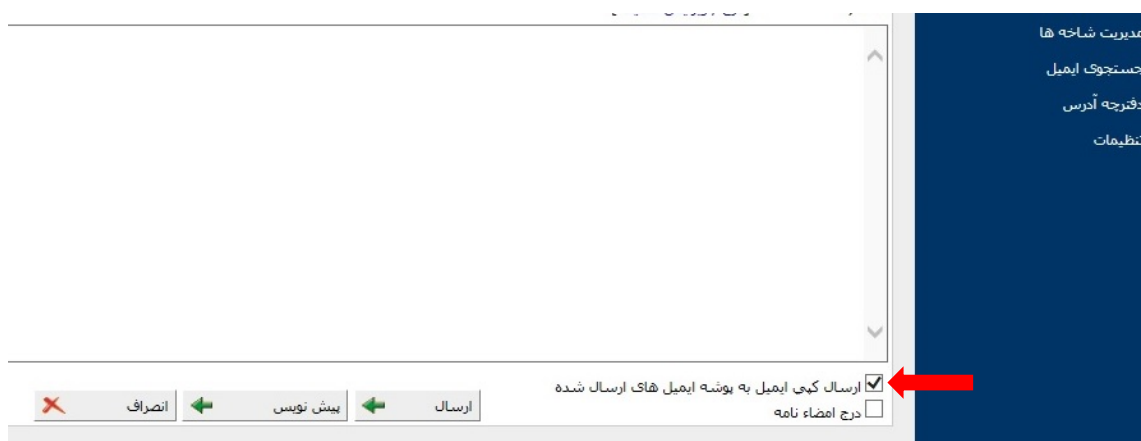 مدیریت شاخه ها
جستجوی ایمیل
دفترچه آدرس
تنظیمات
ارسال کپی ایمیل به پوشه ایمیل های ارسال شده
درج امضاء نامه
ارسال
پیش نویس
انصراف